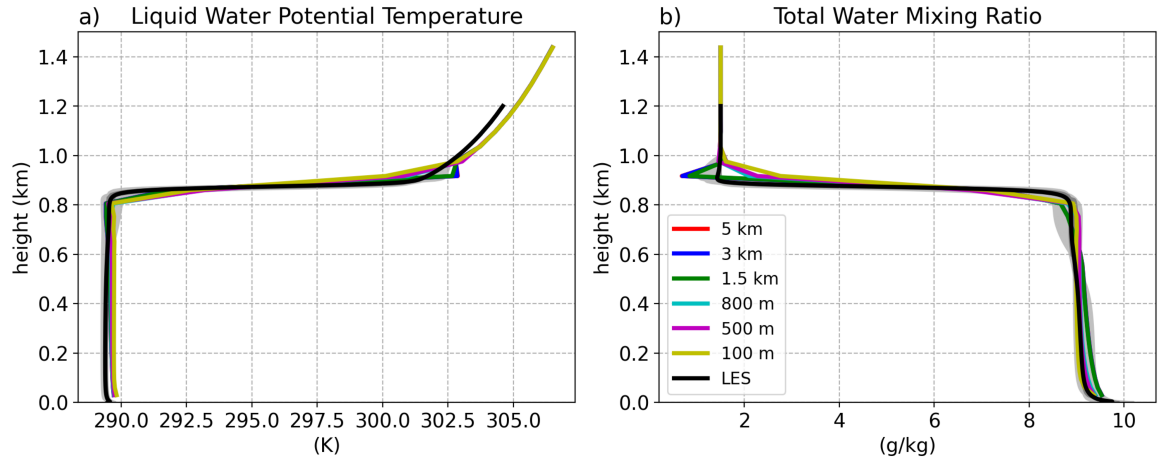 a) Liquid Water Potential Temperature
height (km)
1.4
1.2
1.0
0.8
0.6
0.4
0.2
0.0
290.0 292.5 295.0 297.5 300.0 302.5 305.0
(K)
b) Total Water Mixing Ratio
height (km)
1.4
1.2
1.0
0.8
0.6
0.4
0.2
0.0
5 km
3 km
1.5 km
800 m
500 m
100 m
LES
2 4 6 8 10
(g/kg)